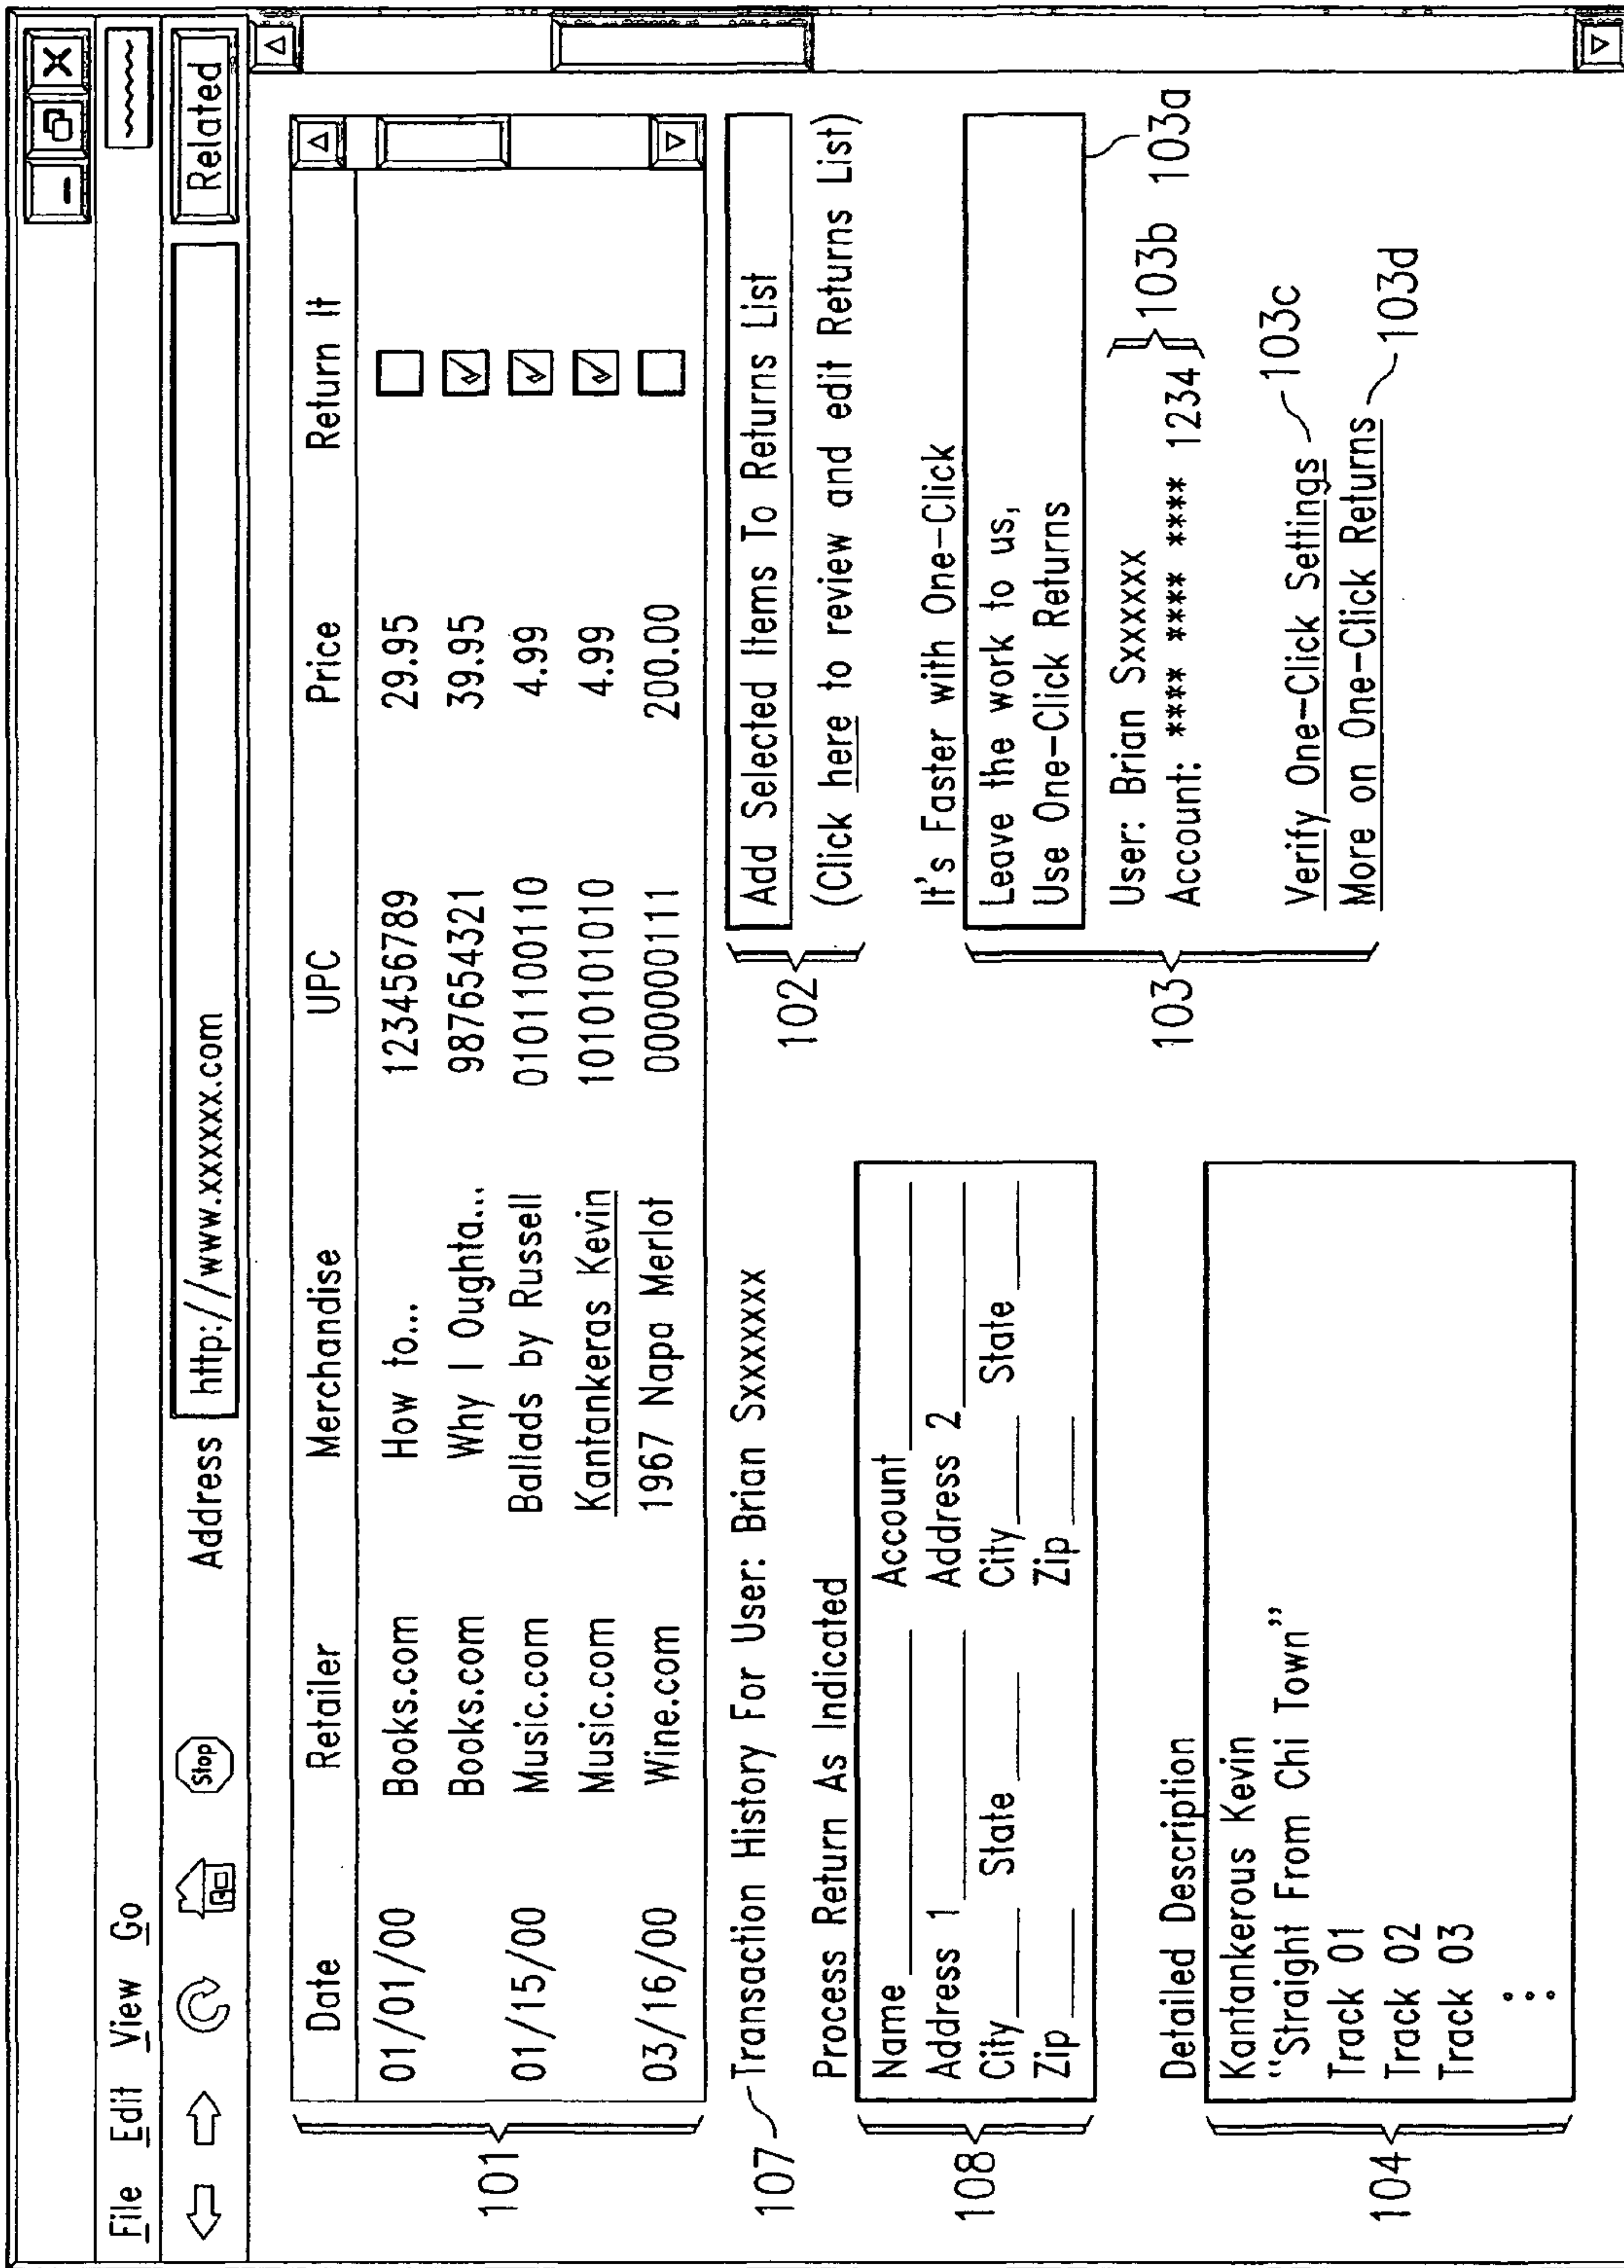 File Edit View Go
Stop
Address http://www.xxxxxx.com Related
Date Retailer Merchandise UPC Price Return It
01/01/00 Books.com How to... 123456789 29.95
Books.com Why I Oughta... 987654321 39.95
01/15/00 Music.com Ballads by Russell 0101100110 4.99
Music.com Kantankeras Kevin 1010101010 4.99
03/16/00 Wine.com 1967 Napa Merlot 000000111 200.00
101
107 Transaction History For User: Brian Sxxxxxx
Process Return As Indicated
Name Account
Address 1 Address 2
City State City State
Zip Zip
108
Detailed Description
Kantankerous Kevin
"Straight From Chi Town"
Track 01
Track 02
Track 03
104
Add Selected Items To Returns List
(Click here to review and edit Returns List)
102
It's Faster with One-Click
Leave the work to us,
Use One-Click Returns
103a
User: Brian Sxxxxxx
Account: **** **** **** 1234
103b
Verify One-Click Settings 103c
More on One-Click Returns 103d
103